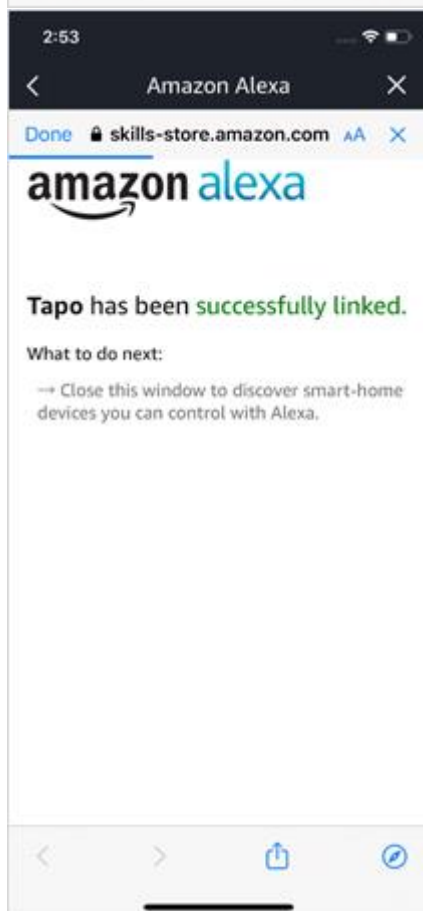 2:53
Amazon Alexa
Done skills-store.amazon.com AA
amazon alexa
Tapo has been successfully linked.
What to do next:
→ Close this window to discover smart-home
devices you can control with Alexa.